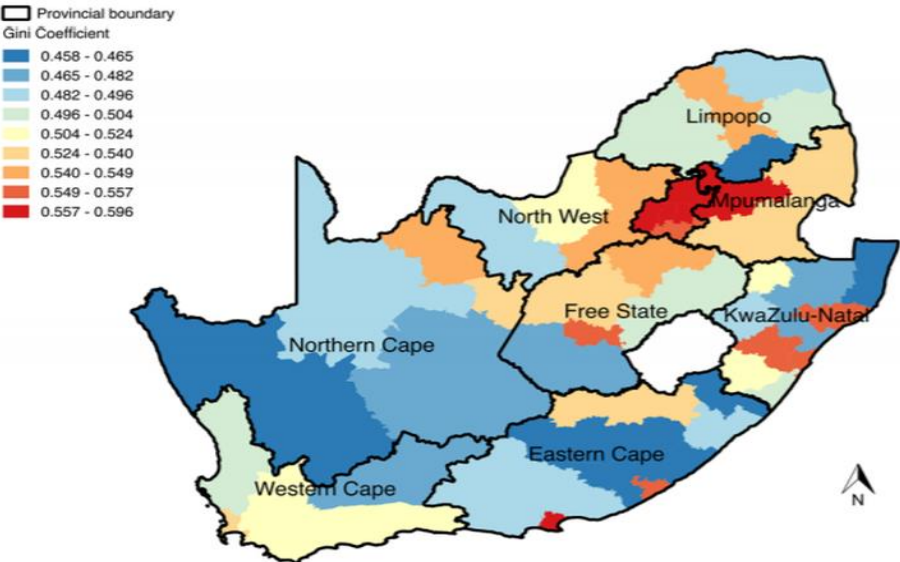 Provincial boundary
Gini Coefficient
0.458 - 0.465
0.465 - 0.482
0.482 - 0.496
0.496 - 0.504
0.504 - 0.524
0.524 - 0.540
0.540 - 0.549
0.549 - 0.557
0.557 - 0.596
Limpopo
Mpumalanga
North West
Free State
KwaZulu-Natal
Northern Cape
Eastern Cape
Western Cape
N